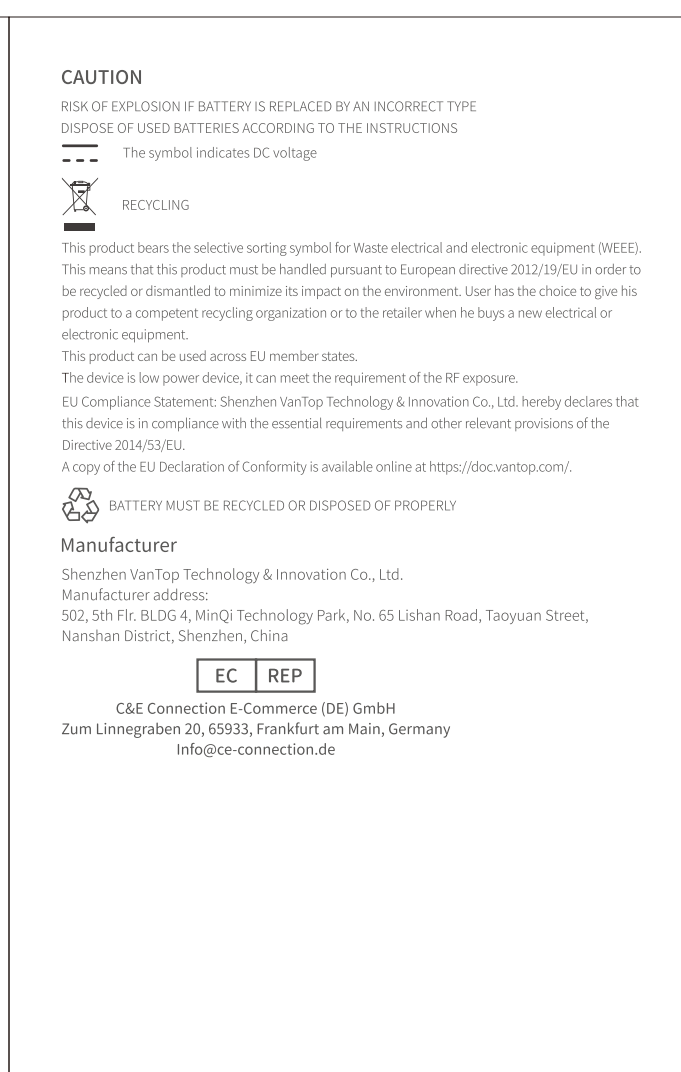 CAUTION
RISK OF EXPLOSION IF BATTERY IS REPLACED BY AN INCORRECT TYPE
DISPOSE OF USED BATTERIES ACCORDING TO THE INSTRUCTIONS
The symbol indicates DC voltage
RECYCLING
This product bears the selective sorting symbol for Waste electrical and electronic equipment (WEEE).
This means that this product must be handled pursuant to European directive 2012/19/EU in order to
be recycled or dismantled to minimize its impact on the environment. User has the choice to give his
product to a competent recycling organization or to the retailer when he buys a new electrical or
electronic equipment.
This product can be used across EU member states.
The device is low power device, it can meet the requirement of the RF exposure.
EU Compliance Statement: Shenzhen VanTop Technology & Innovation Co., Ltd. hereby declares that
this device is in compliance with the essential requirements and other relevant provisions of the
Directive 2014/53/EU.
A copy of the EU Declaration of Conformity is available online at https://doc.vantop.com/.
BATTERY MUST BE RECYCLED OR DISPOSED OF PROPERLY
Manufacturer
Shenzhen VanTop Technology & Innovation Co., Ltd.
Manufacturer address:
502, 5th Flr. BLDG 4, MinQi Technology Park, No. 65 Lishan Road, Taoyuan Street,
Nanshan District, Shenzhen, China
EC REP
C&E Connection E-Commerce (DE) GmbH
Zum Linnegraben 20, 65933, Frankfurt am Main, Germany
Info@ce-connection.de